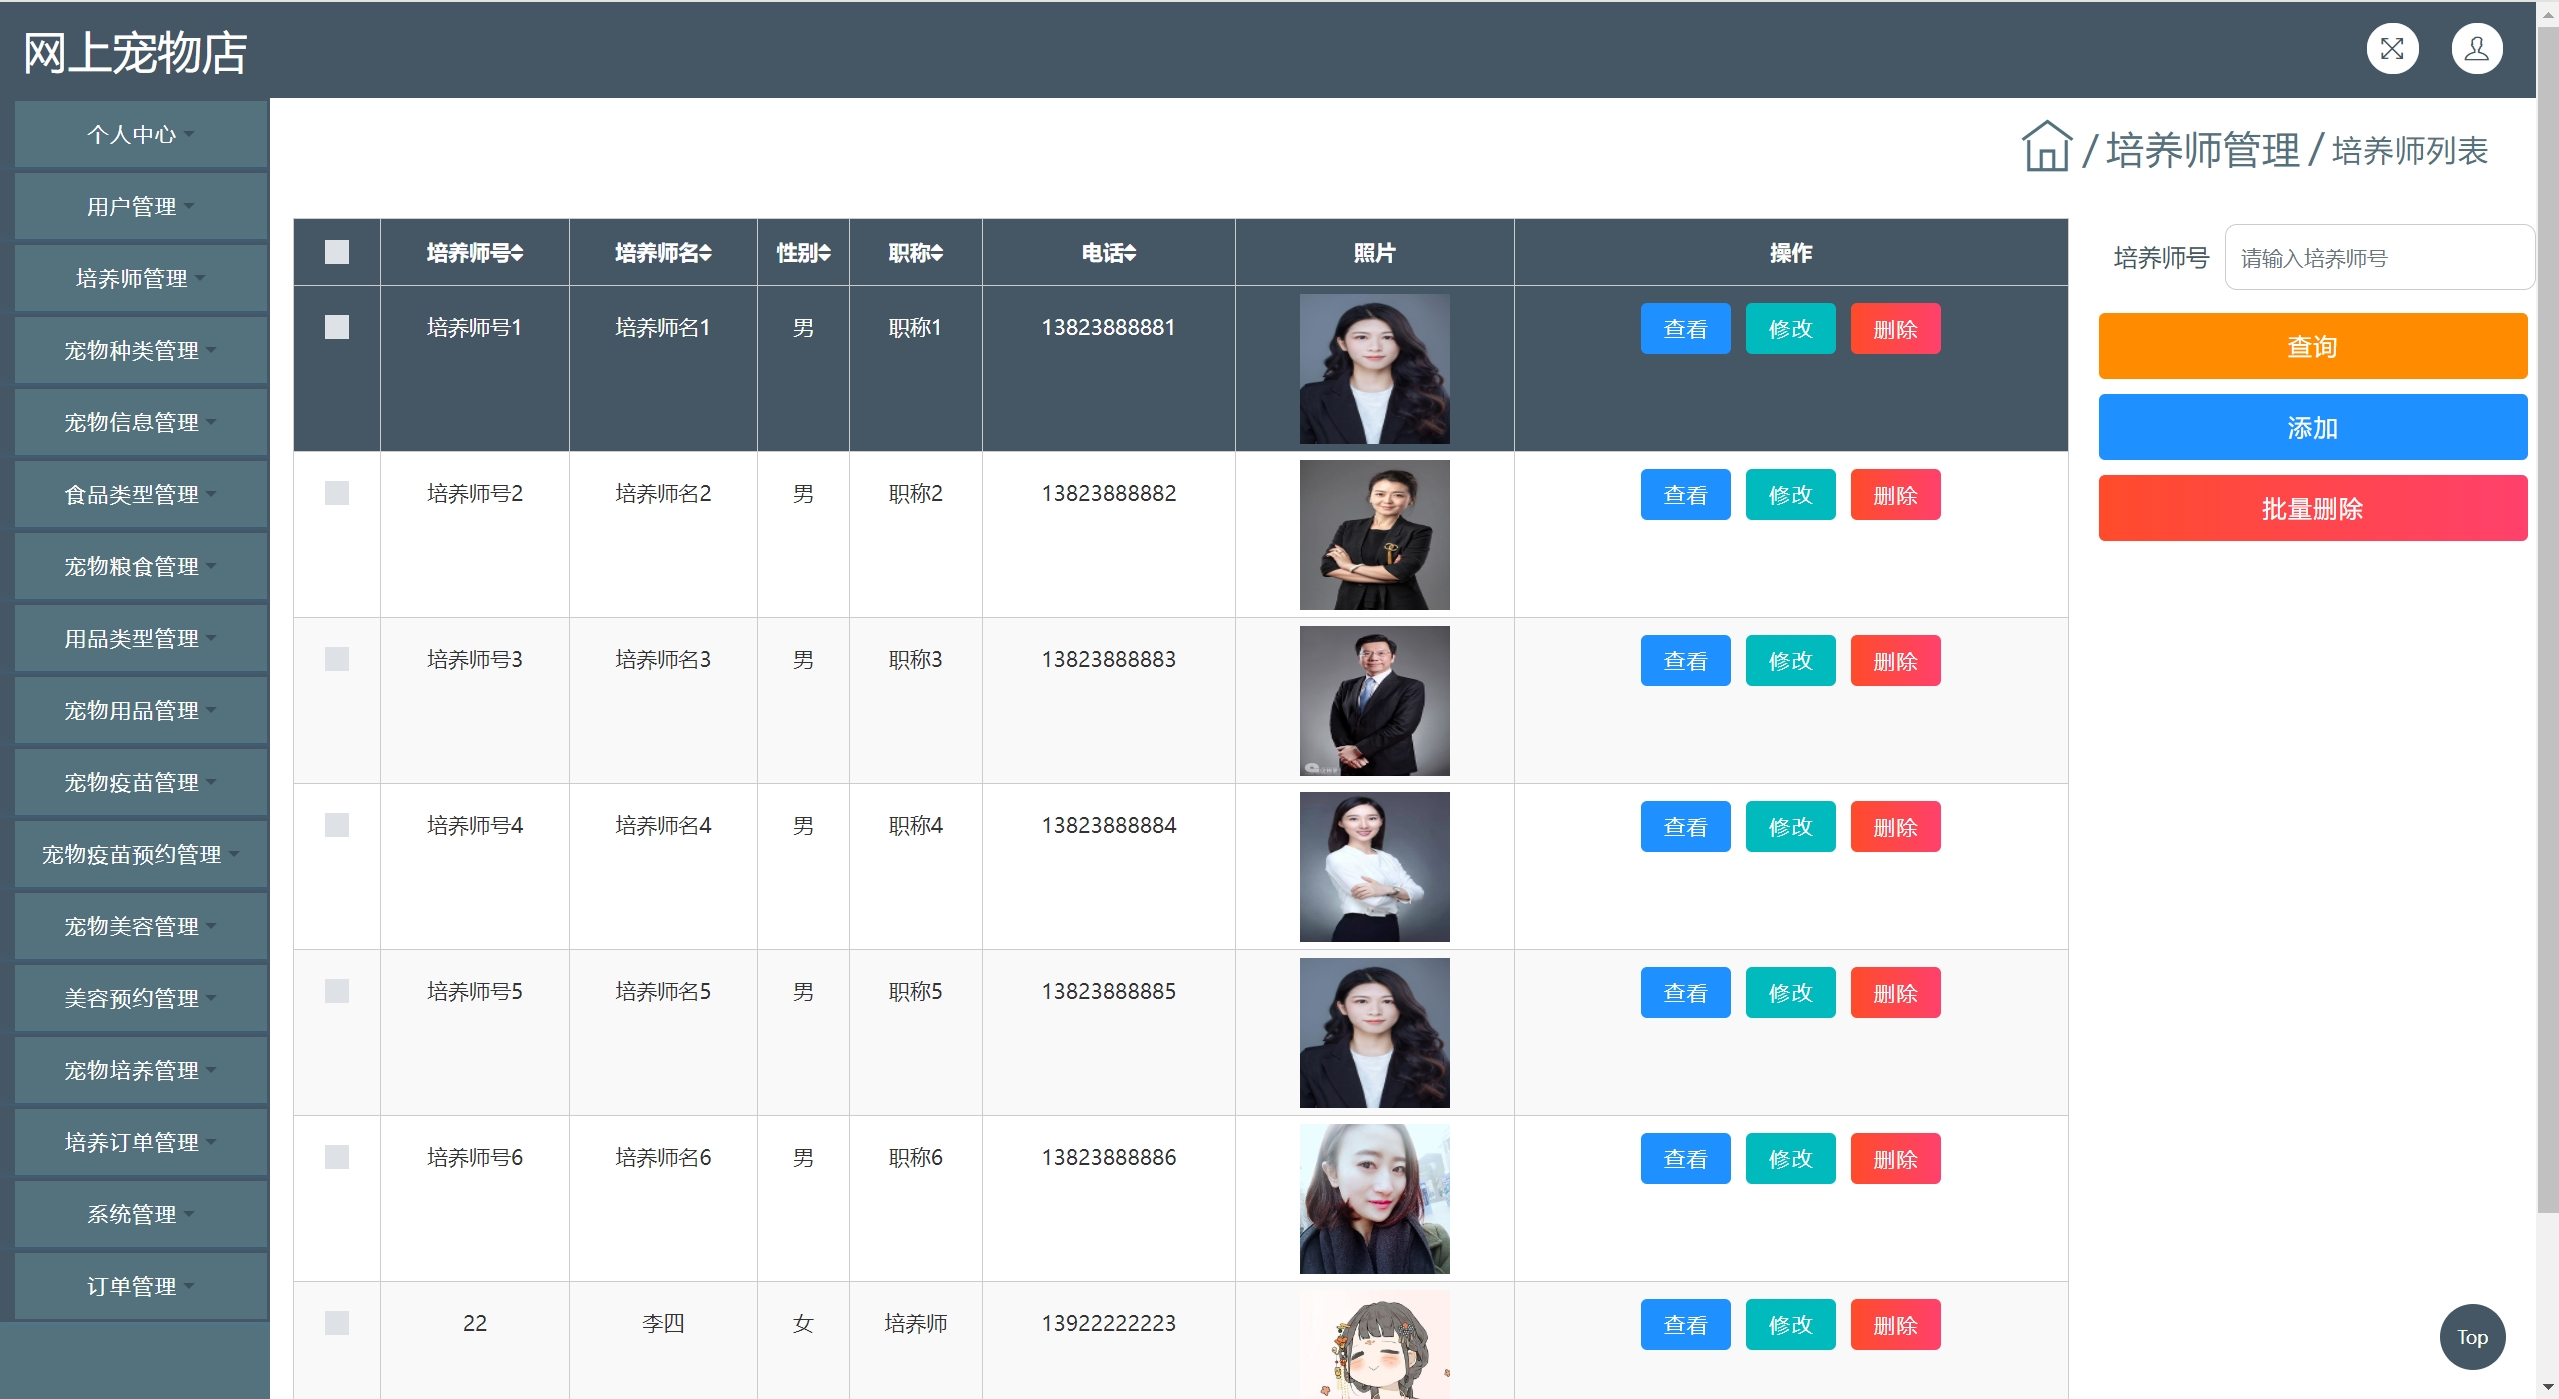 网上宠物店
个人中心
用户管理
培养师管理
宠物种类管理
宠物信息管理
食品类型管理
宠物粮食管理
用品类型管理
宠物用品管理
宠物疫苗管理
宠物疫苗预约管理
宠物美容管理
美容预约管理
宠物培养管理
培养订单管理
系统管理
订单管理
/ 培养师管理 / 培养师列表
培养师号 培养师名 性别 职称 电话 照片 操作
培养师号1 培养师名1 男 职称1 13823888881 查看 修改 删除
培养师号2 培养师名2 男 职称2 13823888882 查看 修改 删除
培养师号3 培养师名3 男 职称3 13823888883 查看 修改 删除
培养师号4 培养师名4 男 职称4 13823888884 查看 修改 删除
培养师号5 培养师名5 男 职称5 13823888885 查看 修改 删除
培养师号6 培养师名6 男 职称6 13823888886 查看 修改 删除
22 李四 女 培养师 13922222223 查看 修改 删除
培养师号 请输入培养师号
查询
添加
批量删除
Top